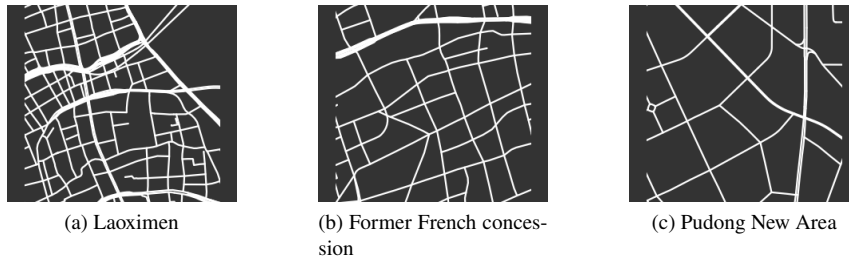 (a) Laoximen
(b) Former French conces-
sion
(c) Pudong New Area